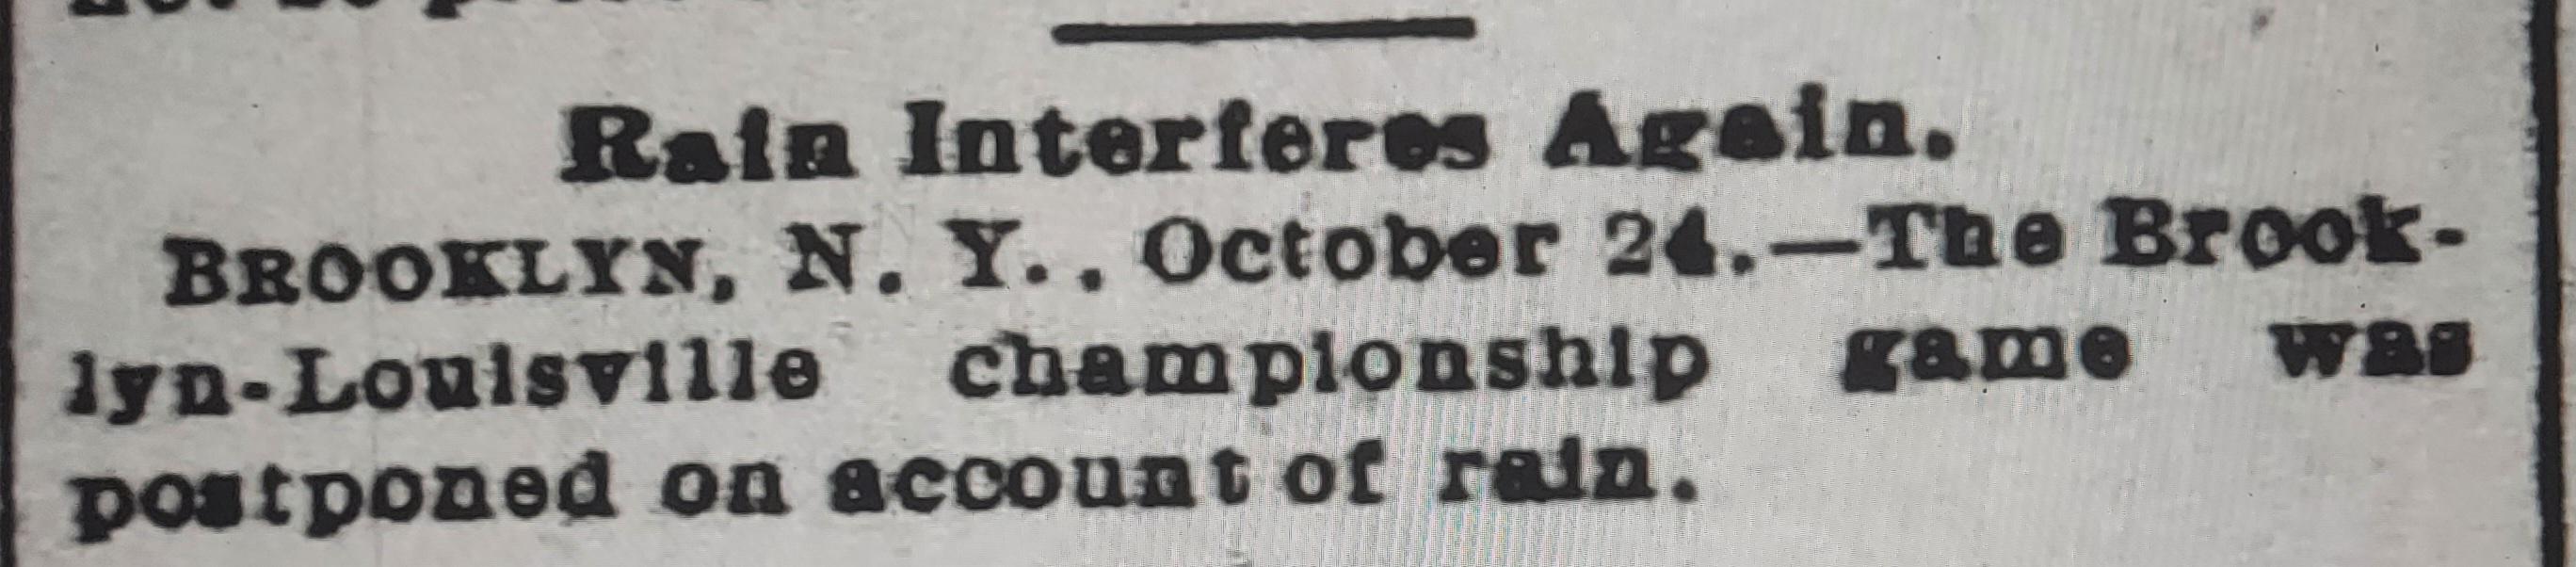 Rain Interferes Again.
BROOKLYN, N. Y., October 24.—The Brook-
lyn-Louisville championship game was
postponed on account of rain.